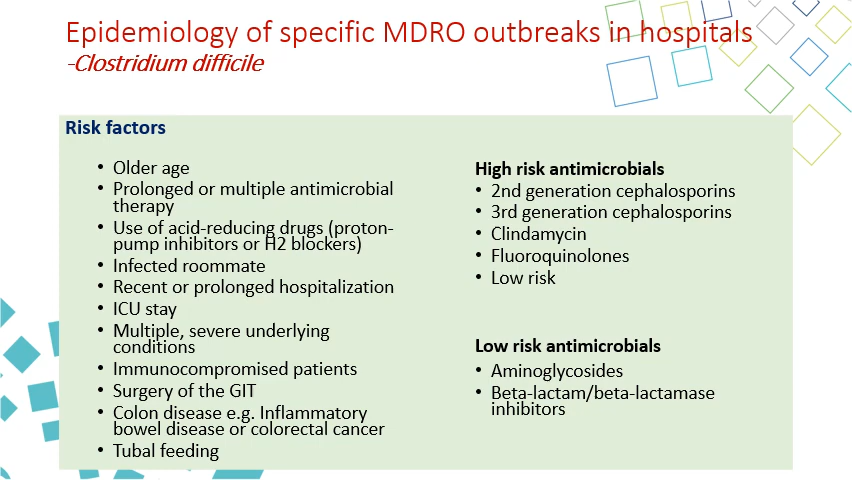 Epidemiology of specific MDRO outbreaks in hospitals
-Clostridium difficile
Risk factors
• Older age
• Prolonged or multiple antimicrobial
therapy
• Use of acid-reducing drugs (proton-
pump inhibitors or H2 blockers)
• Infected roommate
• Recent or prolonged hospitalization
• ICU stay
• Multiple, severe underlying
conditions
• Immunocompromised patients
• Surgery of the GIT
• Colon disease e.g. Inflammatory
bowel disease or colorectal cancer
• Tubal feeding
High risk antimicrobials
• 2nd generation cephalosporins
• 3rd generation cephalosporins
• Clindamycin
• Fluoroquinolones
• Low risk
Low risk antimicrobials
• Aminoglycosides
• Beta-lactam/beta-lactamase
inhibitors